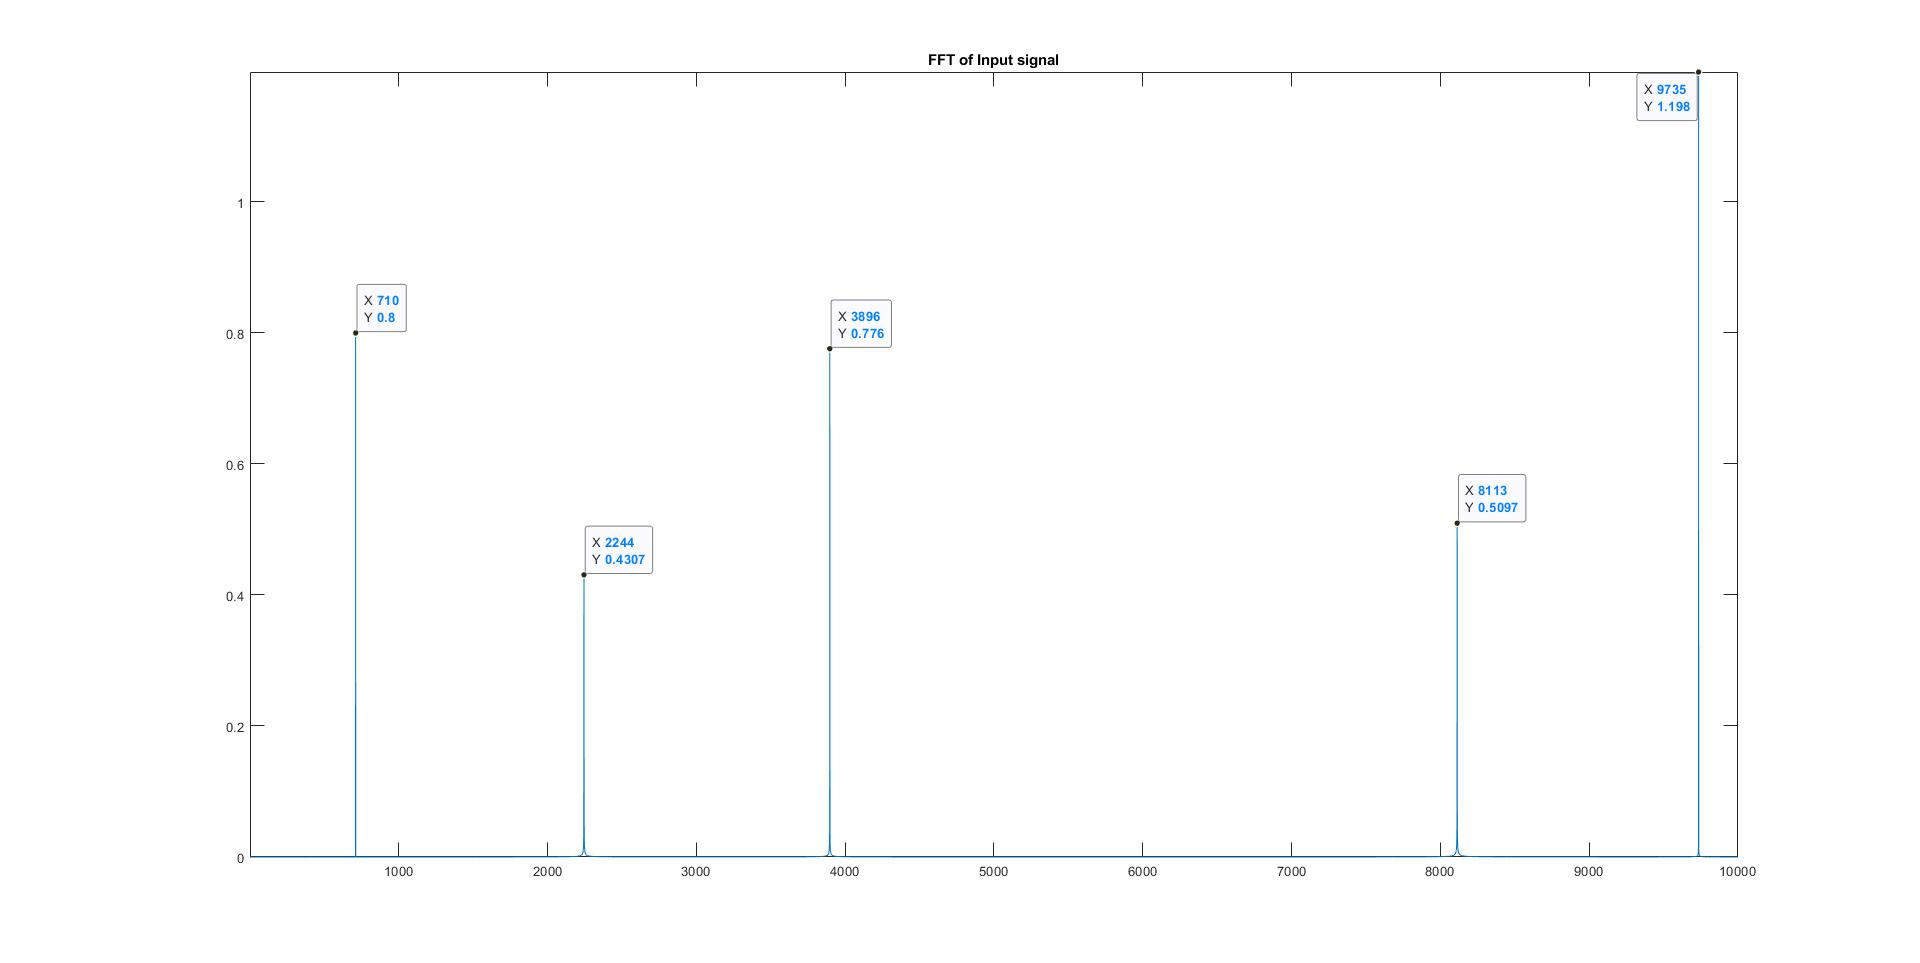 FFT of Input signal
X 9735
Y 1.198
1
X 710
Y 0.8
X 3896
Y 0.776
0.8
0.6
X 8113
Y 0.5097
X 2244
Y 0.4307
0.4
0.2
0
1000 2000 3000 4000 5000 6000 7000 8000 9000 10000